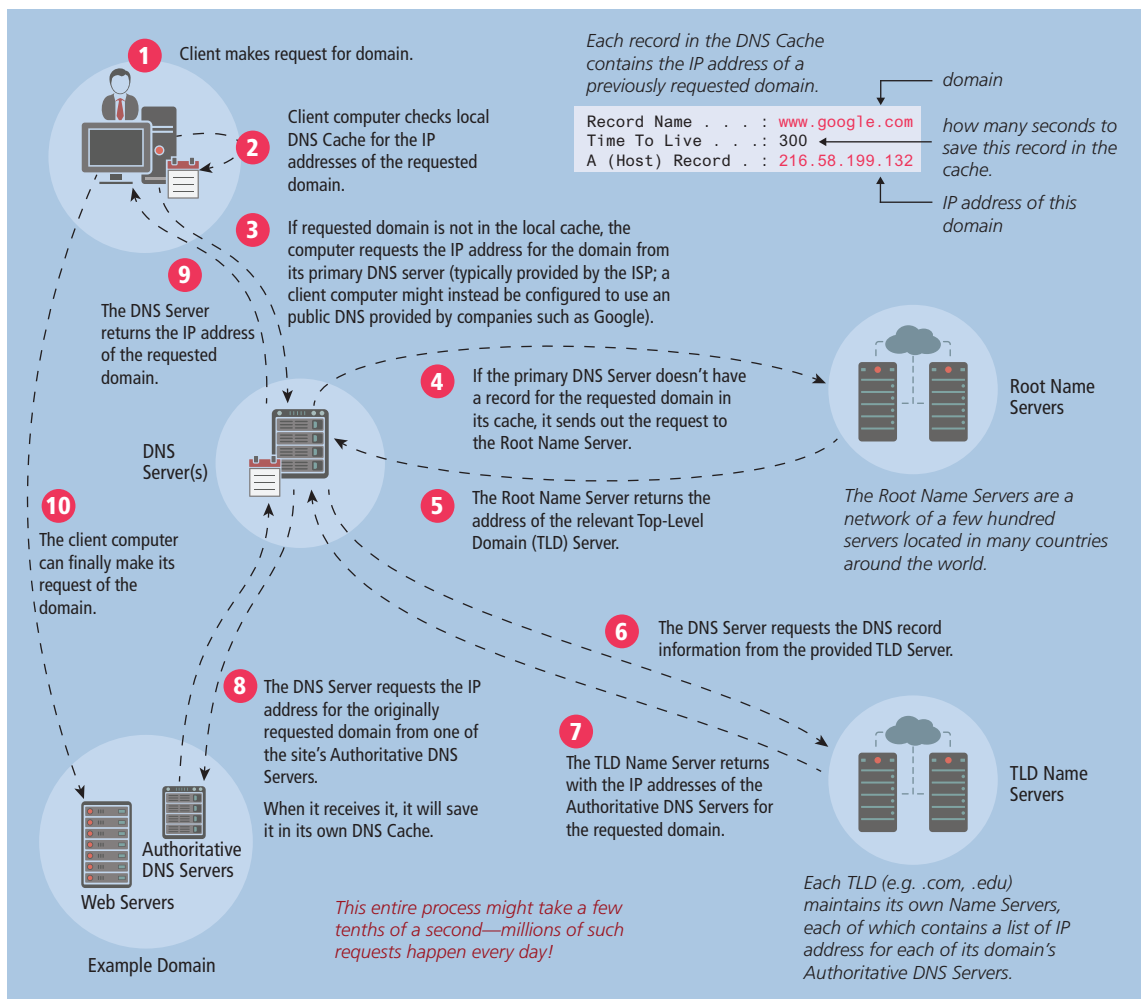 1
Client makes request for domain.
2
Client computer checks local
DNS Cache for the IP
addresses of the requested
domain.
Each record in the DNS Cache
contains the IP address of a
previously requested domain.
Record Name . . . : www.google.com
Time To Live . . .: 300
A (Host) Record . : 216.58.199.132
domain
how many seconds to
save this record in the
cache.
IP address of this
domain
3
If requested domain is not in the local cache, the
computer requests the IP address for the domain from
its primary DNS server (typically provided by the ISP; a
client computer might instead be configured to use an
public DNS provided by companies such as Google).
9
The DNS Server
returns the IP address
of the requested
domain.
4
If the primary DNS Server doesn’t have
a record for the requested domain in
its cache, it sends out the request to
the Root Name Server.
Root Name
Servers
DNS
Server(s)
5
The Root Name Server returns the
address of the relevant Top-Level
Domain (TLD) Server.
The Root Name Servers are a
network of a few hundred
servers located in many countries
around the world.
10
The client computer
can finally make its
request of the
domain.
6
The DNS Server requests the DNS record
information from the provided TLD Server.
8
The DNS Server requests the IP
address for the originally
requested domain from one of
the site’s Authoritative DNS
Servers.
When it receives it, it will save
it in its own DNS Cache.
7
The TLD Name Server returns
with the IP addresses of the
Authoritative DNS Servers for
the requested domain.
TLD Name
Servers
Authoritative
DNS Servers
Web Servers
Example Domain
This entire process might take a few
tenths of a second—millions of such
requests happen every day!
Each TLD (e.g. .com, .edu)
maintains its own Name Servers,
each of which contains a list of IP
address for each of its domain’s
Authoritative DNS Servers.